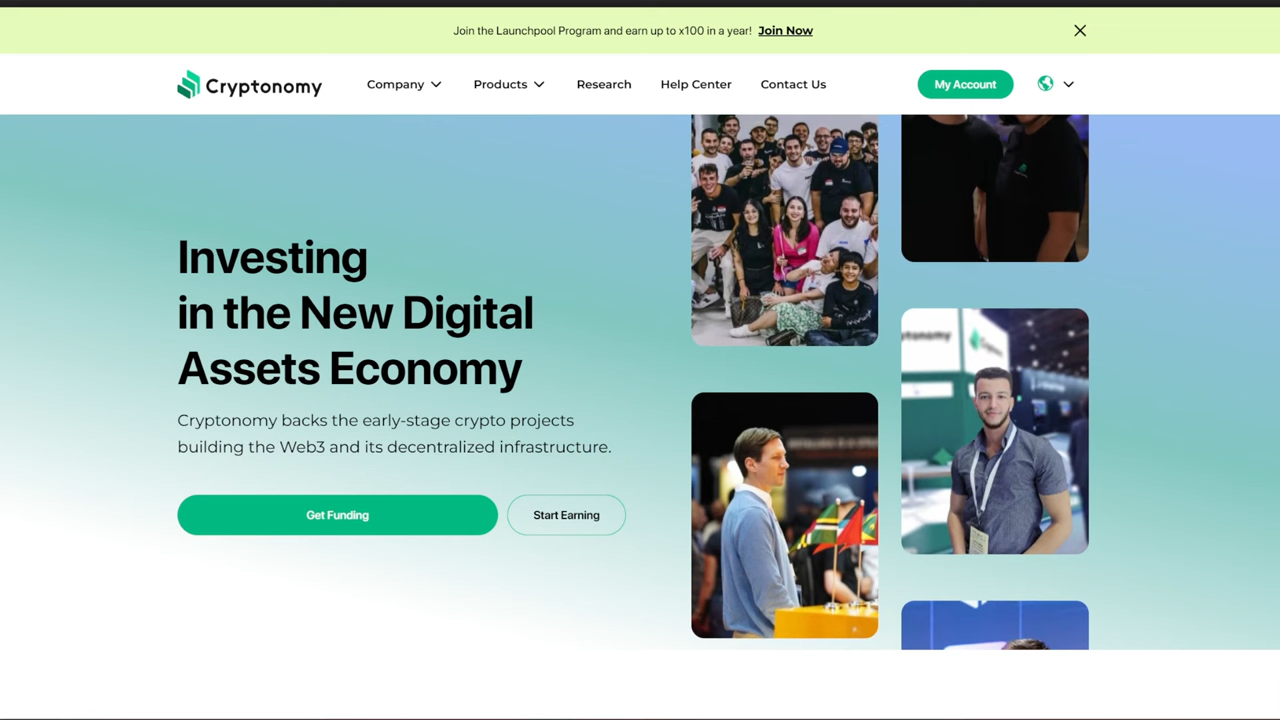 Join the Launchpool Program and earn up to x100 in a year! Join Now
Cryptonomy
Company
Products
Research
Help Center
Contact Us
My Account
Investing
in the New Digital
Assets Economy
Cryptonomy backs the early-stage crypto projects
building the Web3 and its decentralized infrastructure.
Get Funding
Start Earning